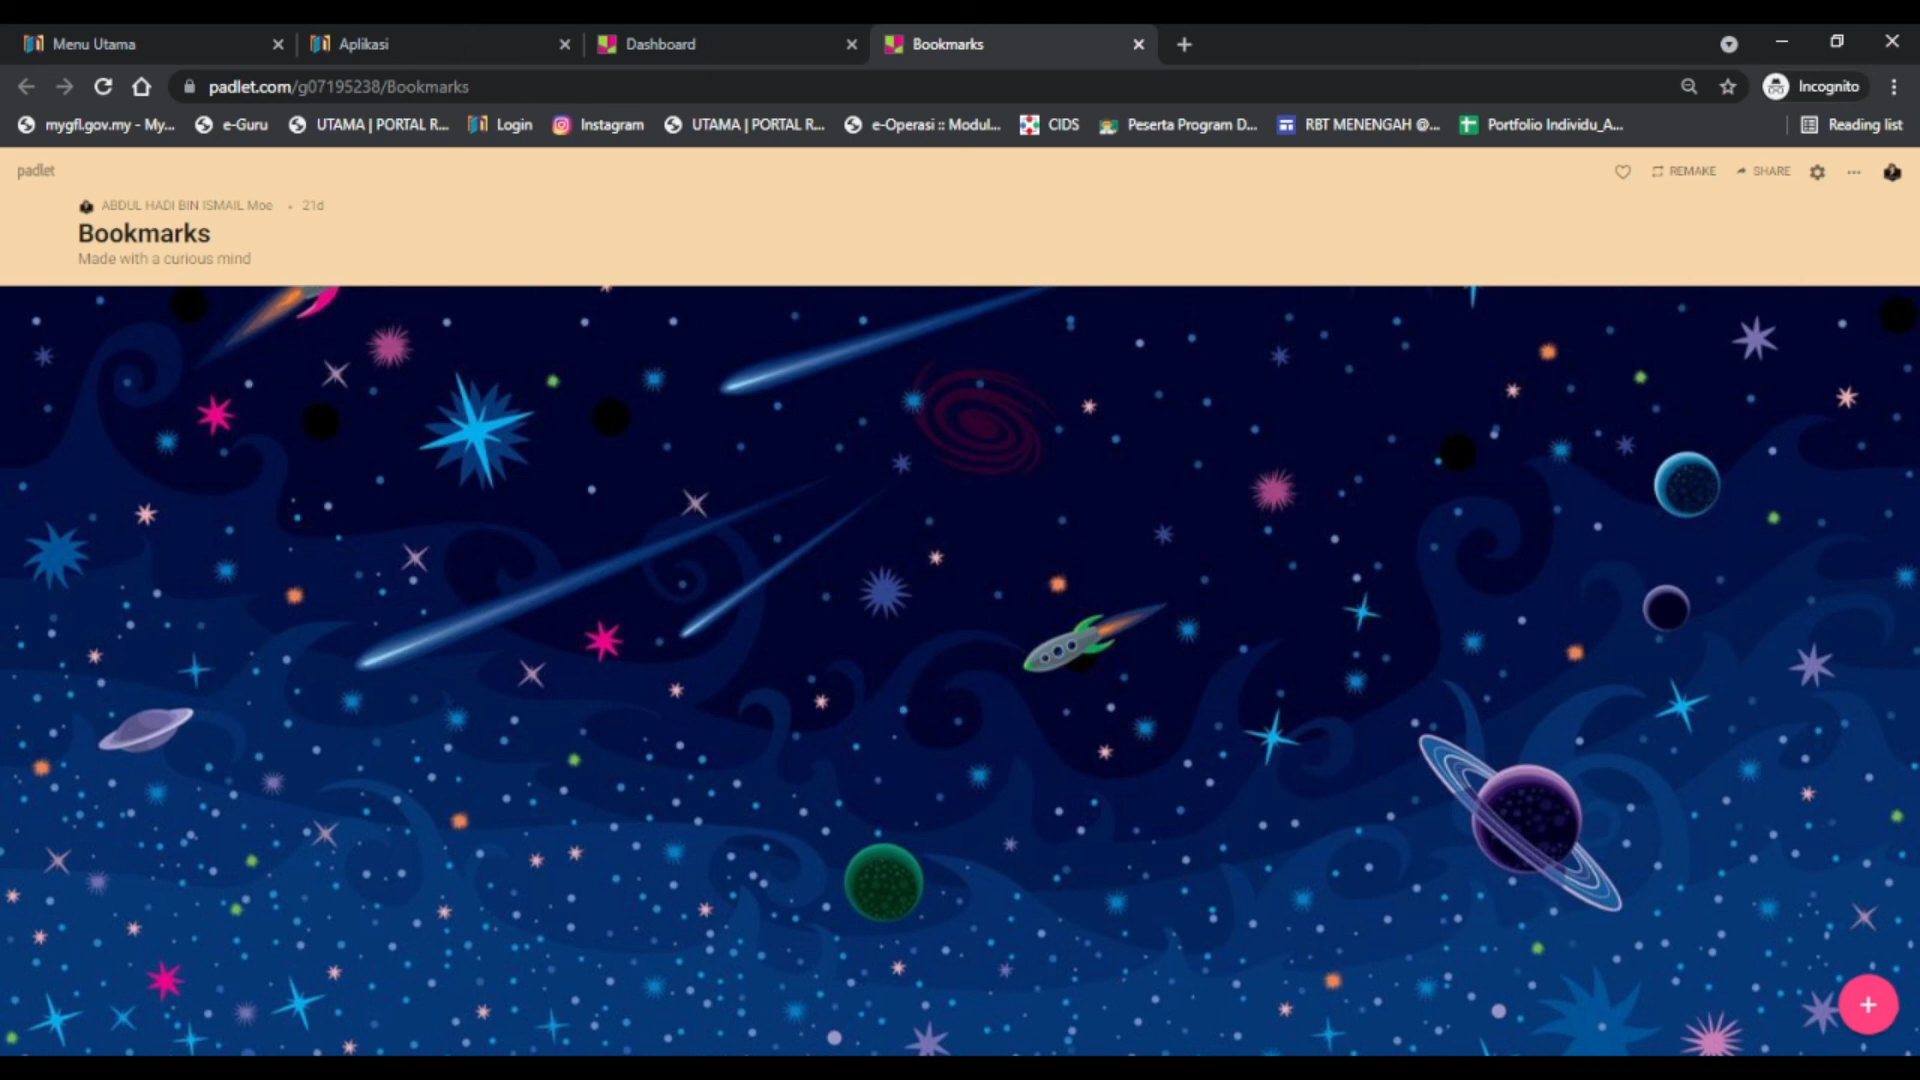 Menu Utama
Aplikasi
Dashboard
Bookmarks
padlet.com/g07195238/Bookmarks
Incognito
mygfl.gov.my - My...
e-Guru
UTAMA | PORTAL R...
Login
Instagram
UTAMA | PORTAL R...
e-Operasi :: Modul...
CIDS
Peserta Program D...
RBT MENENGAH @...
Portfolio Individu_A...
Reading list
padlet
REMAKE
SHARE
ABDUL HADI BIN ISMAIL Moe • 21d
Bookmarks
Made with a curious mind